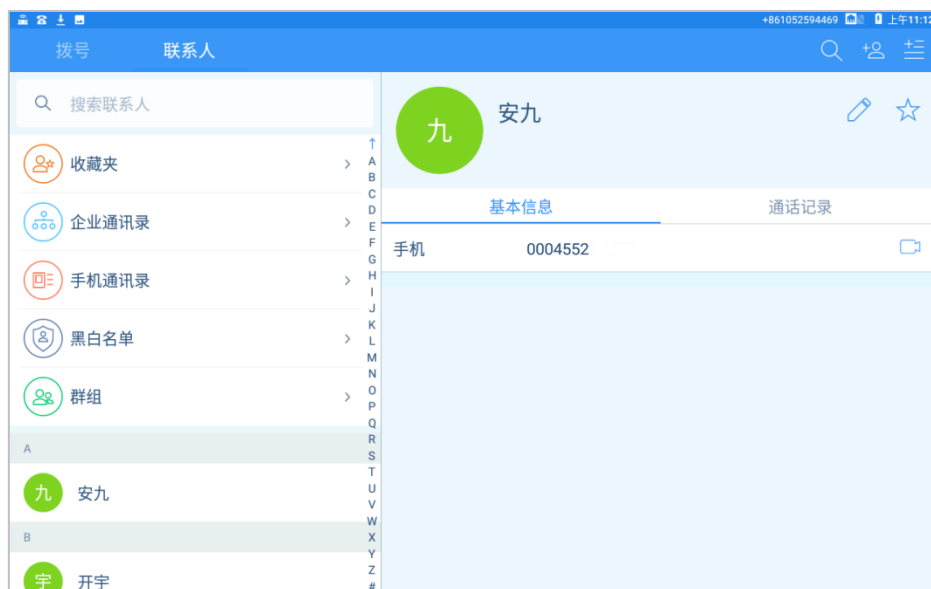 +861052594469 上午11:12
拨号 联系人
搜索联系人
收藏夹
企业通讯录
手机通讯录
黑白名单
群组
A
安九
B
开宇
↑
A
B
C
D
E
F
G
H
I
J
K
L
M
N
O
P
Q
R
S
T
U
V
W
X
Y
Z
#
九
安九
基本信息 通话记录
手机 0004552
九
宇